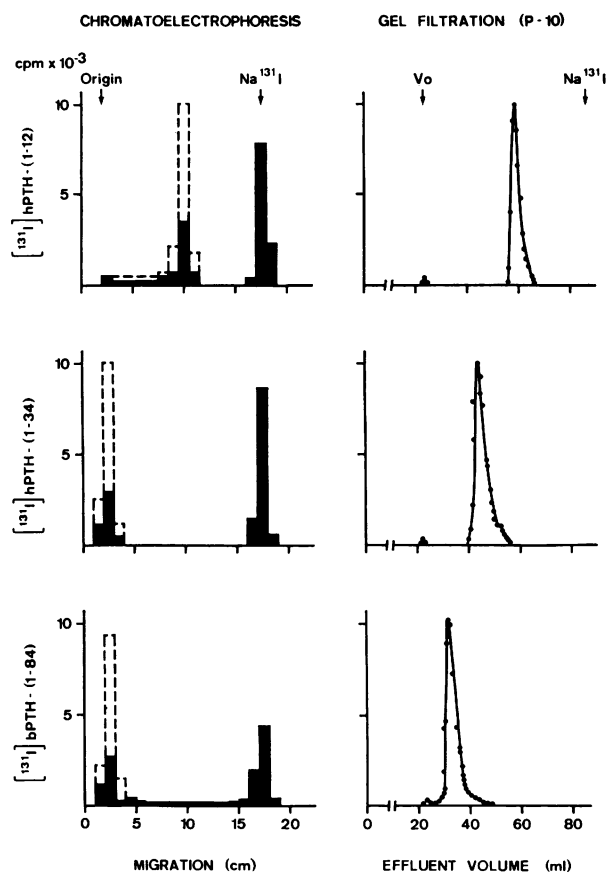 CHROMATOELECTROPHORESIS
GEL FILTRATION (P-10)
cpm x 10-3
Origin
Na131I
Vo
Na131I
[131I] hPTH-(1-12)
10
5
[131I] hPTH-(1-34)
10
5
[131I] bPTH-(1-84)
10
5
0 5 10 15 20
0 20 40 60 80
MIGRATION (cm)
EFFLUENT VOLUME (ml)